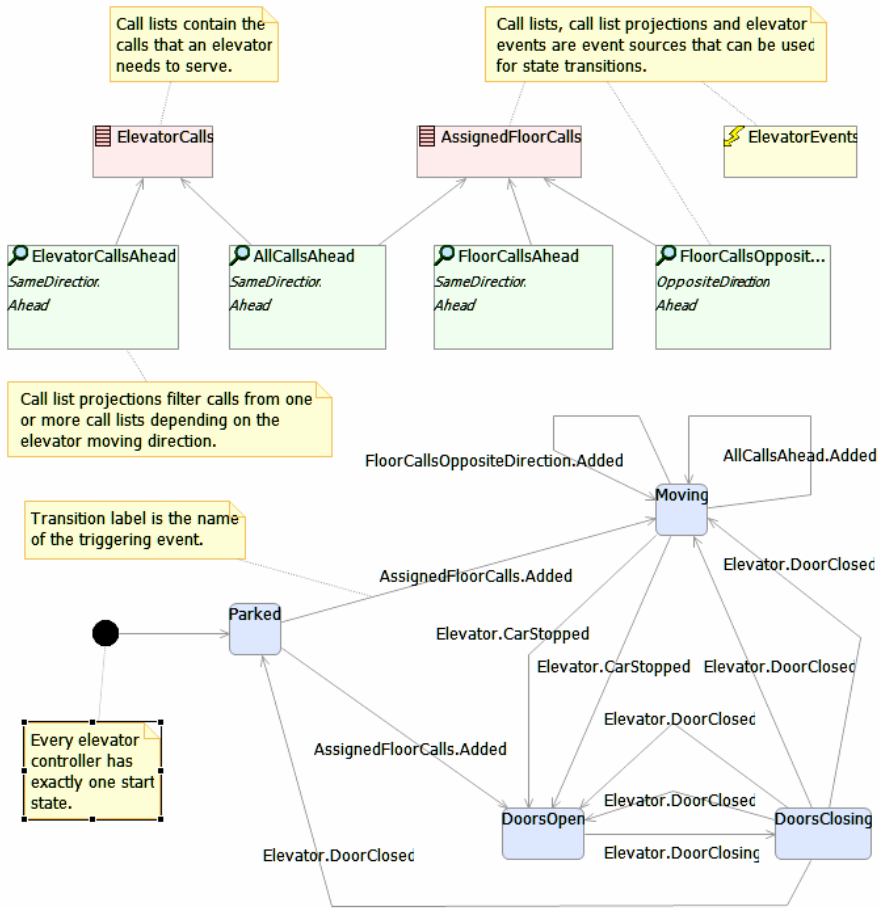 Call lists contain the
calls that an elevator
needs to serve.
Call lists, call list projections and elevator
events are event sources that can be used
for state transitions.
ElevatorCalls
AssignedFloorCalls
ElevatorEvents
ElevatorCallsAhead
SameDirection
Ahead
AllCallsAhead
SameDirection
Ahead
FloorCallsAhead
SameDirection
Ahead
FloorCallsOpposit...
OppositeDirection
Ahead
Call list projections filter calls from one
or more call lists depending on the
elevator moving direction.
FloorCallsOppositeDirection.Added
AllCallsAhead.Added
Moving
Transition label is the name
of the triggering event.
AssignedFloorCalls.Added
Elevator.DoorClosed
Parked
Elevator.CarStopped
Elevator.CarStopped
Elevator.DoorClosed
Every elevator
controller has
exactly one start
state.
Elevator.DoorClosed
AssignedFloorCalls.Added
Elevator.DoorClosed
DoorsOpen
DoorsClosing
Elevator.DoorClosed
Elevator.DoorClosing